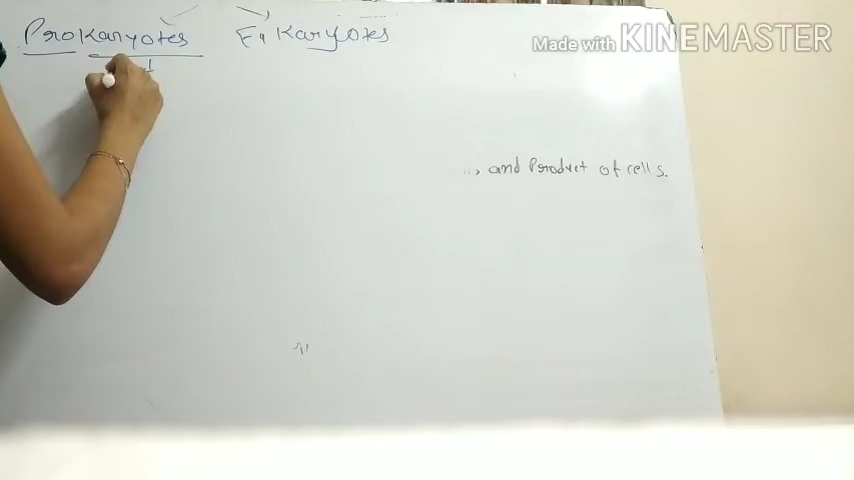 Prokaryotes Eukaryotes
Made with KINEMASTER
and Product of cells.